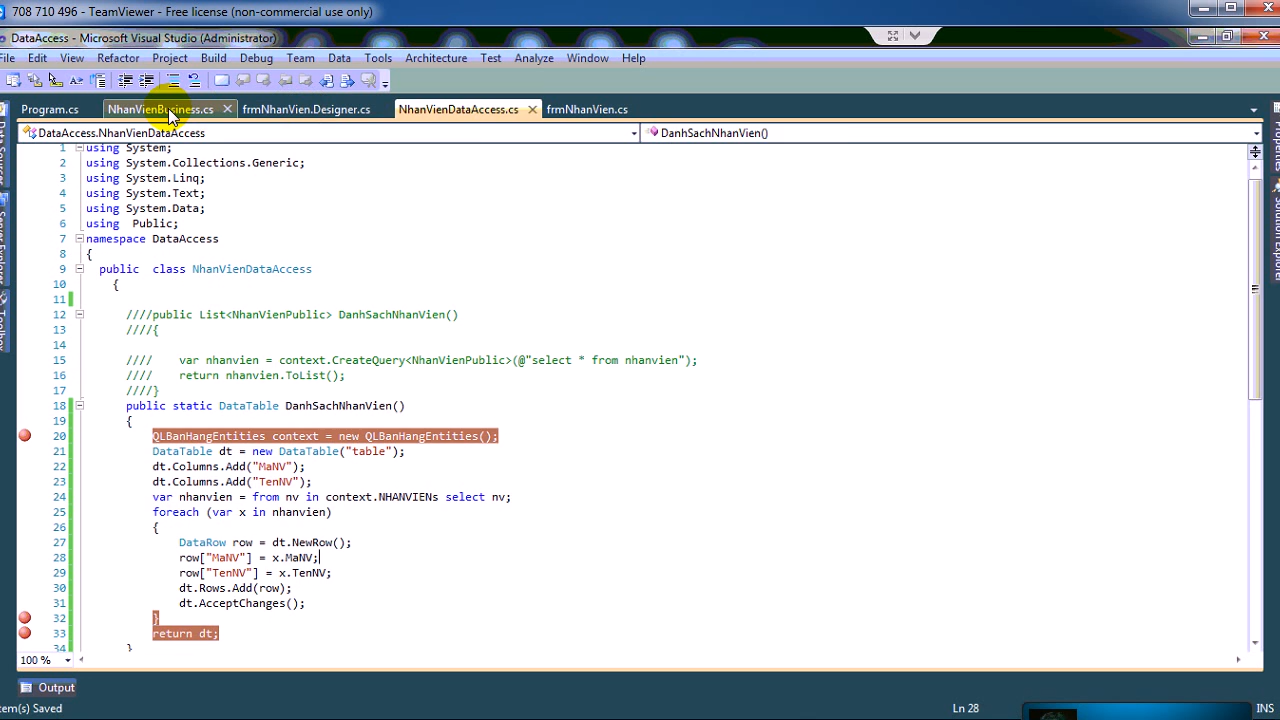 708 710 496 - TeamViewer - Free license (non-commercial use only)
DataAccess - Microsoft Visual Studio (Administrator)
File Edit View Refactor Project Build Debug Team Data Tools Architecture Test Analyze Window Help
Program.cs NhanVienBusiness.cs frmNhanVien.Designer.cs NhanVienDataAccess.cs frmNhanVien.cs
DataAccess.NhanVienDataAccess DanhSachNhanVien()
1 using System;
2 using System.Collections.Generic;
3 using System.Linq;
4 using System.Text;
5 using System.Data;
6 using  Public;
7 namespace DataAccess
8 {
9 public  class NhanVienDataAccess
10 {
11
12 ////public List<NhanVienPublic> DanhSachNhanVien()
13 ////{
14
15 ////   var nhanvien = context.CreateQuery<NhanVienPublic>(@"select * from nhanvien");
16 ////   return nhanvien.ToList();
17 ////}
18 public static DataTable DanhSachNhanVien()
19 {
20 QLBanHangEntities context = new QLBanHangEntities();
21 DataTable dt = new DataTable("table");
22 dt.Columns.Add("MaNV");
23 dt.Columns.Add("TenNV");
24 var nhanvien = from nv in context.NHANVIENs select nv;
25 foreach (var x in nhanvien)
26 {
27 DataRow row = dt.NewRow();
28 row["MaNV"] = x.MaNV;
29 row["TenNV"] = x.TenNV;
30 dt.Rows.Add(row);
31 dt.AcceptChanges();
32 }
33 return dt;
34 }
100 %
Output
Item(s) Saved Ln 28 INS
Data Sources
Server Explorer
Toolbox
Properties
Solution Explorer